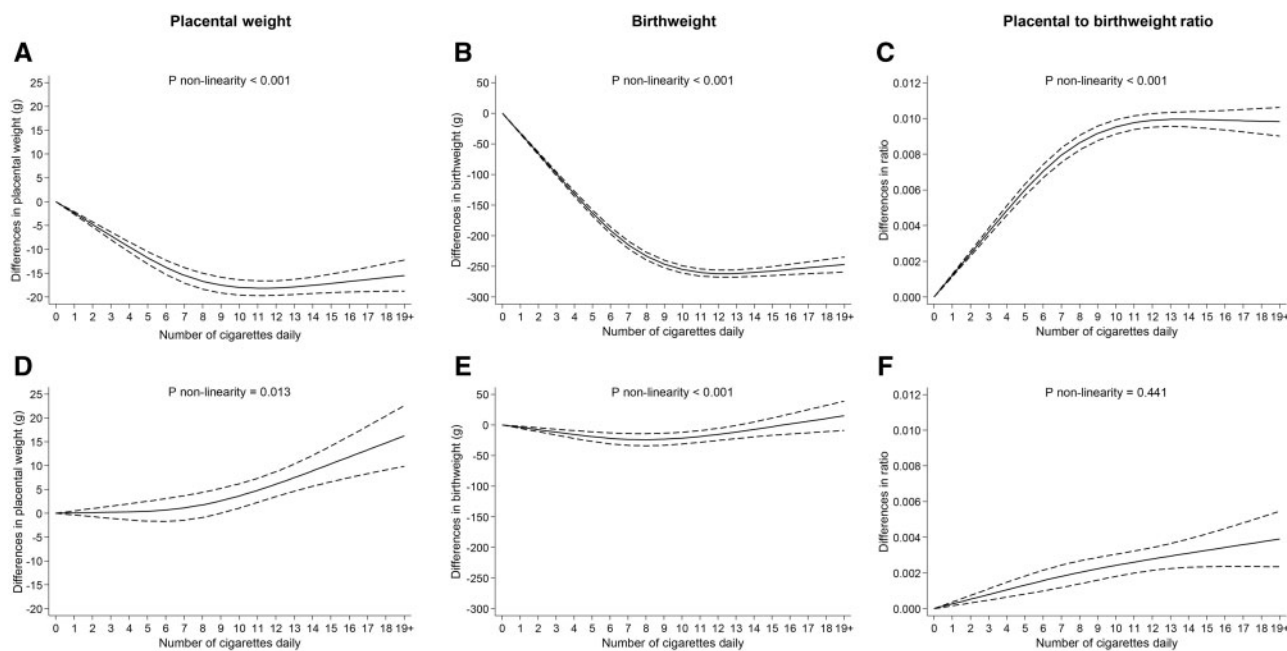 Placental weight
Birthweight
Placental to birthweight ratio
A
P non-linearity < 0.001
Differences in placental weight (g)
25
20
15
10
5
0
-5
-10
-15
-20
0 1 2 3 4 5 6 7 8 9 10 11 12 13 14 15 16 17 18 19+
Number of cigarettes daily
B
P non-linearity < 0.001
Differences in birthweight (g)
50
0
-50
-100
-150
-200
-250
-300
0 1 2 3 4 5 6 7 8 9 10 11 12 13 14 15 16 17 18 19+
Number of cigarettes daily
C
P non-linearity < 0.001
Differences in ratio
0.012
0.010
0.008
0.006
0.004
0.002
0.000
0 1 2 3 4 5 6 7 8 9 10 11 12 13 14 15 16 17 18 19+
Number of cigarettes daily
D
P non-linearity = 0.013
Differences in placental weight (g)
25
20
15
10
5
0
-5
-10
-15
-20
0 1 2 3 4 5 6 7 8 9 10 11 12 13 14 15 16 17 18 19+
Number of cigarettes daily
E
P non-linearity < 0.001
Differences in birthweight (g)
50
0
-50
-100
-150
-200
-250
-300
0 1 2 3 4 5 6 7 8 9 10 11 12 13 14 15 16 17 18 19+
Number of cigarettes daily
F
P non-linearity = 0.441
Differences in ratio
0.012
0.010
0.008
0.006
0.004
0.002
0.000
0 1 2 3 4 5 6 7 8 9 10 11 12 13 14 15 16 17 18 19+
Number of cigarettes daily